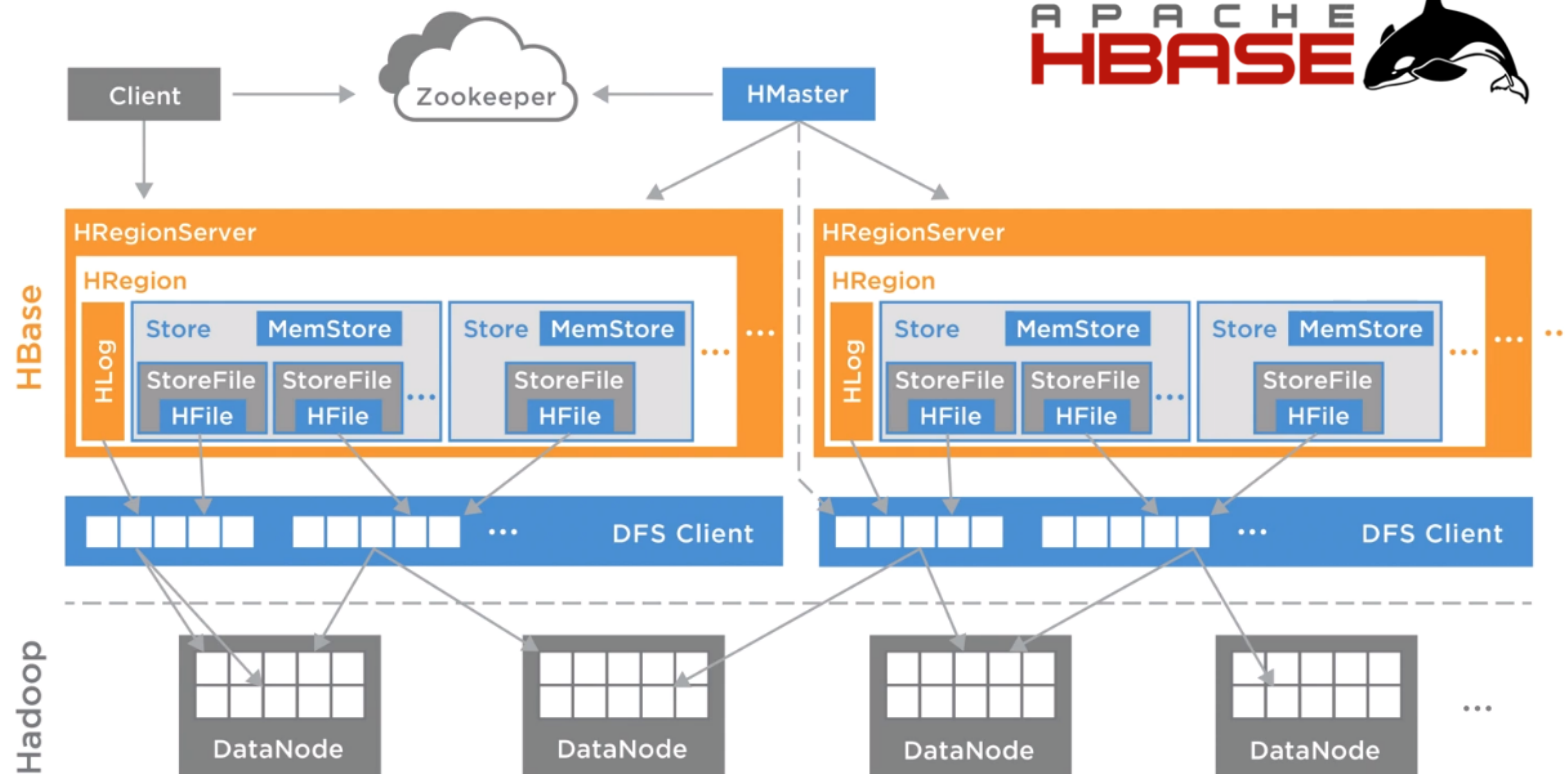 APACHE
HBASE
Client
Zookeeper
HMaster
HBase
HRegionServer
HRegion
HLog
Store
MemStore
StoreFile
HFile
StoreFile
HFile
...
Store
MemStore
StoreFile
HFile
...
...
HRegionServer
HRegion
HLog
Store
MemStore
StoreFile
HFile
StoreFile
HFile
...
Store
MemStore
StoreFile
HFile
...
...
...
DFS Client
...
DFS Client
Hadoop
DataNode
DataNode
DataNode
DataNode
...